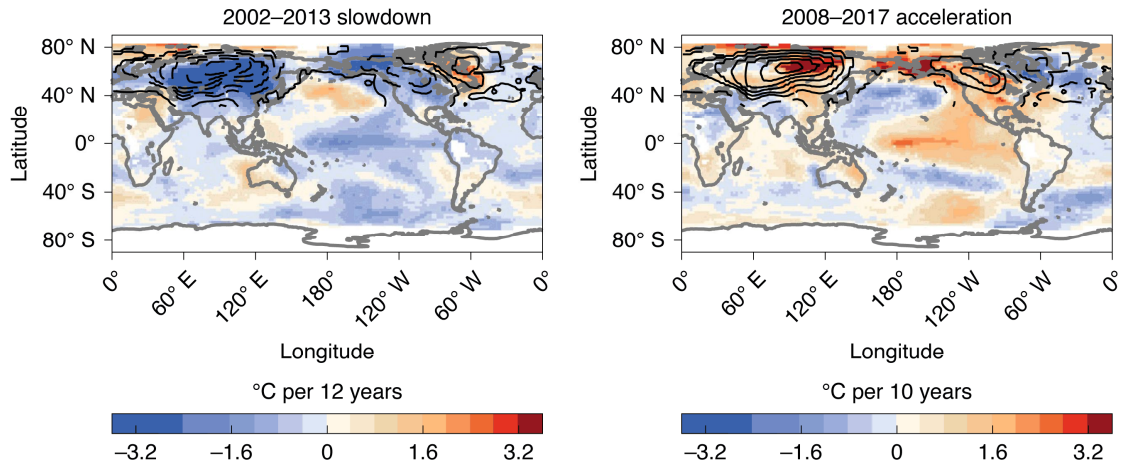 2002–2013 slowdown
2008–2017 acceleration
80° N
40° N
0°
40° S
80° S
Latitude
80° N
40° N
0°
40° S
80° S
Latitude
0°
60° E
120° E
180°
120° W
60° W
0°
0°
60° E
120° E
180°
120° W
60° W
0°
Longitude
Longitude
°C per 12 years
°C per 10 years
–3.2
–1.6
0
1.6
3.2
–3.2
–1.6
0
1.6
3.2